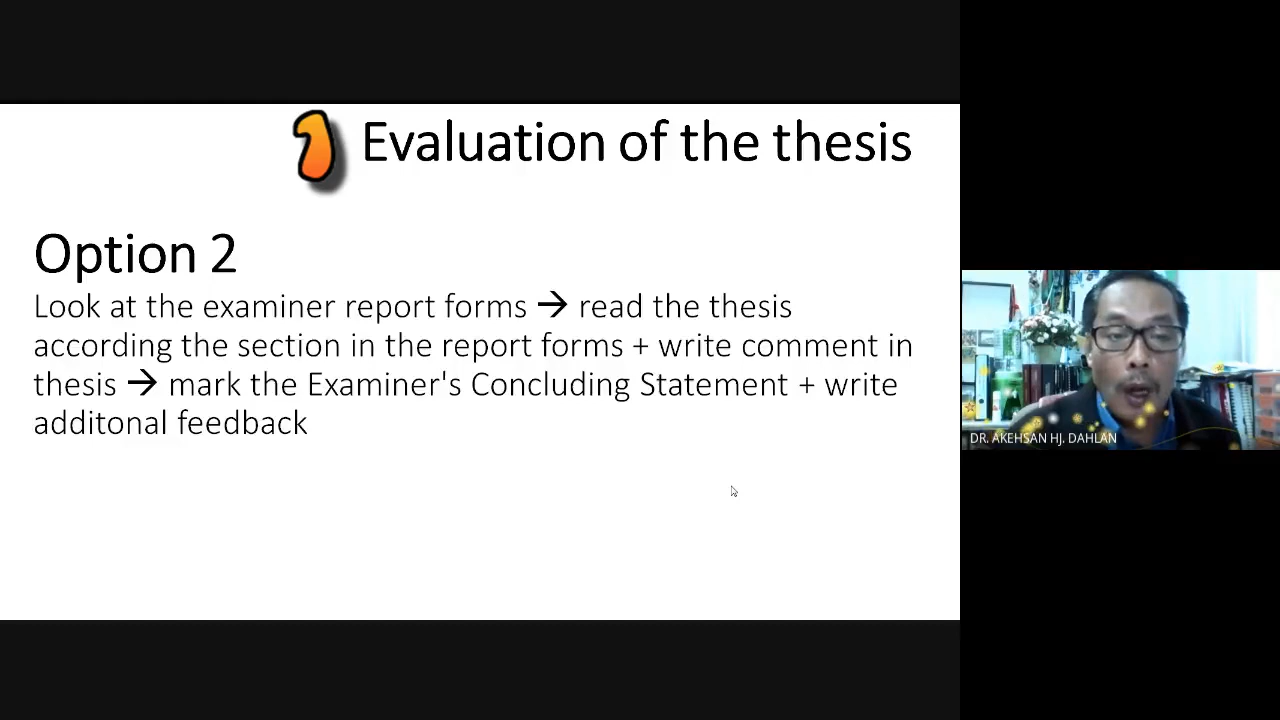 1 Evaluation of the thesis
Option 2
Look at the examiner report forms → read the thesis
according the section in the report forms + write comment in
thesis → mark the Examiner's Concluding Statement + write
additonal feedback
DR. AKEHSAN HJ. DAHLAN